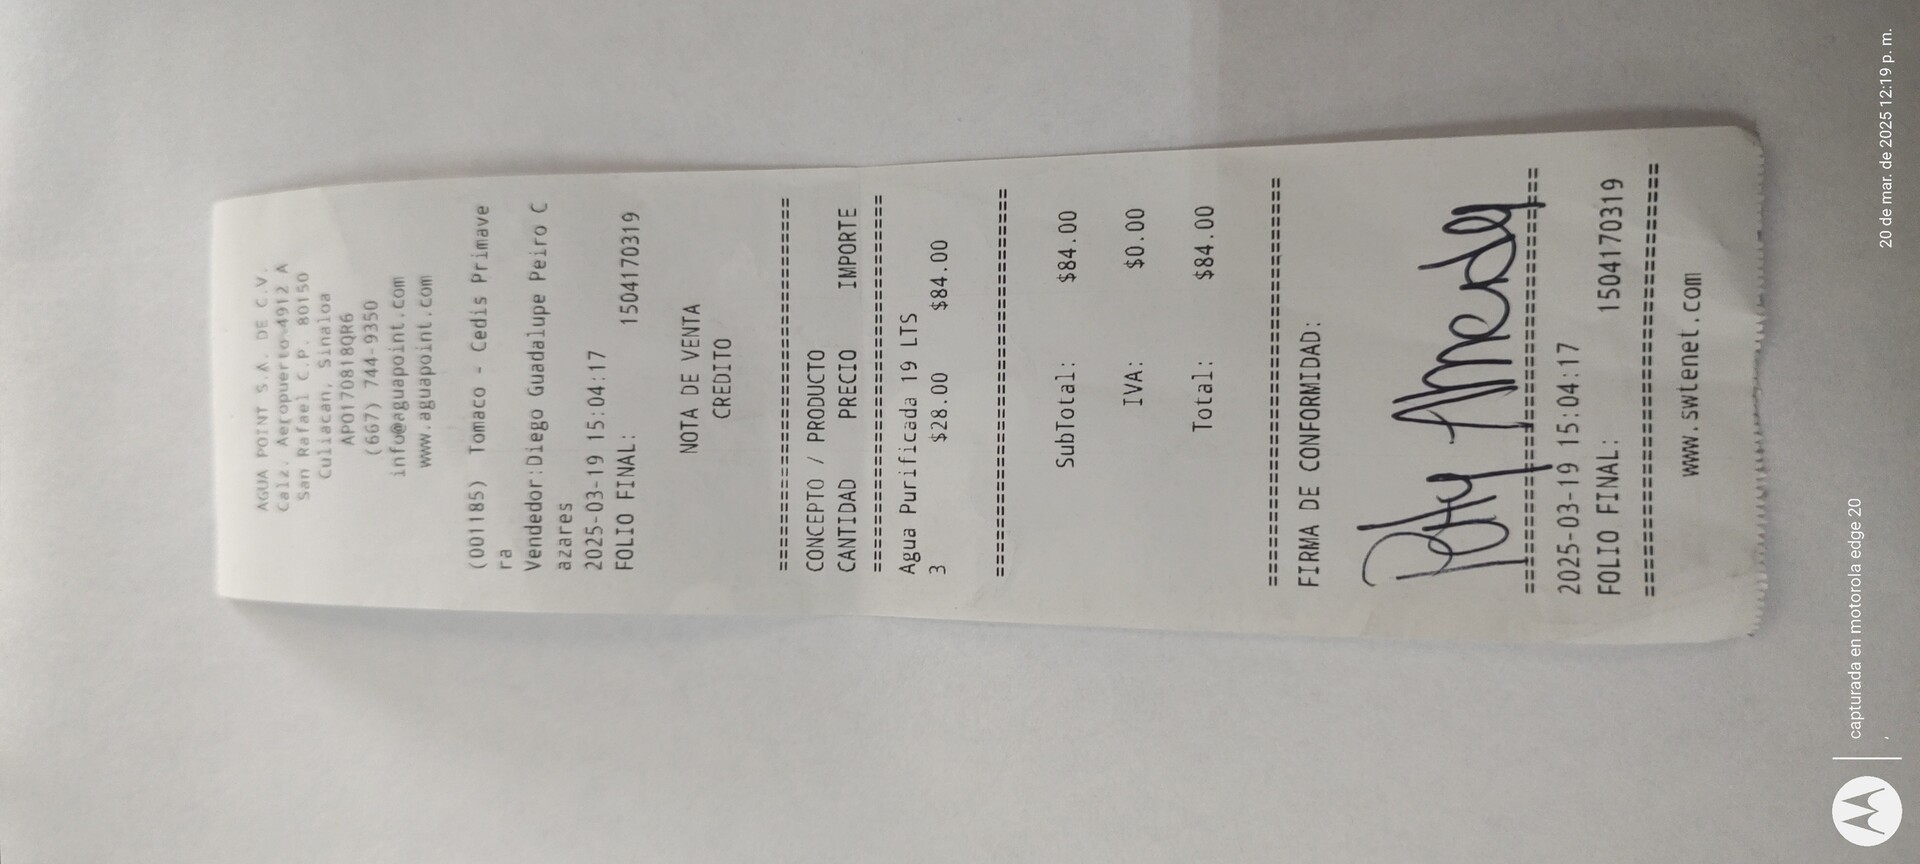 AGUA POINT S.A. DE C.V.
Calz. Aeropuerto 4912 A
San Rafael C.P. 80150
Culiacan, Sinaloa
APO170818QR6
(667) 744-9350
info@aguapoint.com
www.aguapoint.com
(001185) Tomaco - Cedis Primave
ra
Vendedor:Diego Guadalupe Peiro C
azares
2025-03-19 15:04:17
FOLIO FINAL: 1504170319
NOTA DE VENTA
CREDITO
================================
CONCEPTO / PRODUCTO
CANTIDAD PRECIO IMPORTE
================================
Agua Purificada 19 LTS
3 $28.00 $84.00
================================
SubTotal: $84.00
IVA: $0.00
Total: $84.00
================================
FIRMA DE CONFORMIDAD:
Paty
================================
2025-03-19 15:04:17
FOLIO FINAL: 1504170319
================================
www.swtenet.com
capturada en motorola edge 20
,
20 de mar. de 2025 12:19 p. m.